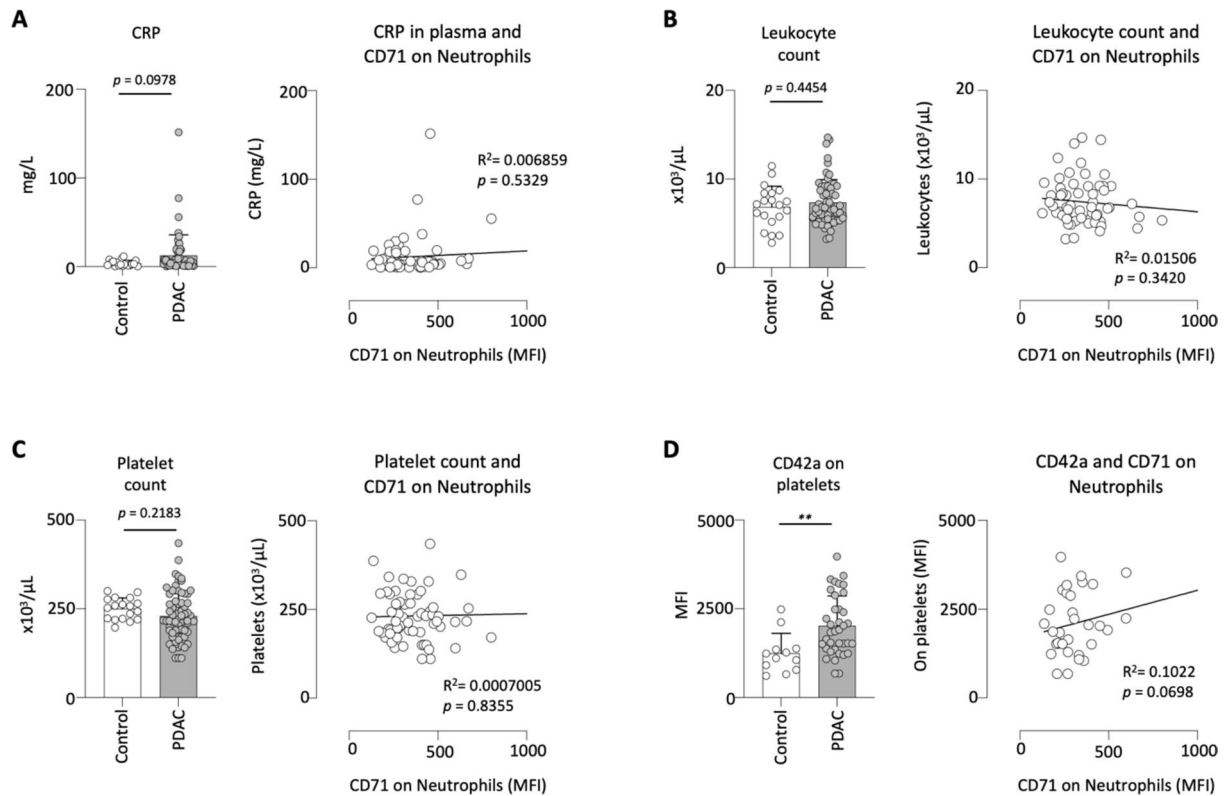 A
CRP
p = 0.0978
200
100
0
mg/L
Control
PDAC
CRP in plasma and
CD71 on Neutrophils
200
100
0
CRP (mg/L)
R²= 0.006859
p = 0.5329
0
500
1000
CD71 on Neutrophils (MFI)
B
Leukocyte
count
p = 0.4454
20
10
0
x10³/µL
Control
PDAC
Leukocyte count and
CD71 on Neutrophils
20
10
0
Leukocytes (x10³/µL)
R²= 0.01506
p = 0.3420
0
500
1000
CD71 on Neutrophils (MFI)
C
Platelet
count
p = 0.2183
500
250
0
x10³/µL
Control
PDAC
Platelet count and
CD71 on Neutrophils
500
250
0
Platelets (x10³/µL)
R²= 0.0007005
p = 0.8355
0
500
1000
CD71 on Neutrophils (MFI)
D
CD42a on
platelets
**
5000
2500
0
MFI
Control
PDAC
CD42a and CD71 on
Neutrophils
5000
2500
0
On platelets (MFI)
R²= 0.1022
p = 0.0698
0
500
1000
CD71 on Neutrophils (MFI)